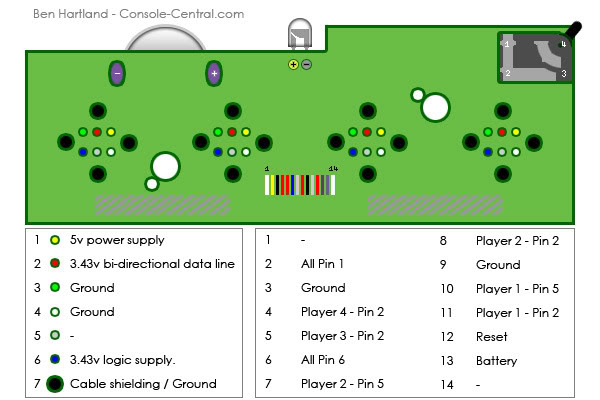 Ben Hartland - Console-Central.com
- +
+ -
1 4
2 3
1 14
1 5v power supply
2 3.43v bi-directional data line
3 Ground
4 Ground
5 -
6 3.43v logic supply.
7 Cable shielding / Ground
1 -
2 All Pin 1
3 Ground
4 Player 4 - Pin 2
5 Player 3 - Pin 2
6 All Pin 6
7 Player 2 - Pin 5
8 Player 2 - Pin 2
9 Ground
10 Player 1 - Pin 5
11 Player 1 - Pin 2
12 Reset
13 Battery
14 -